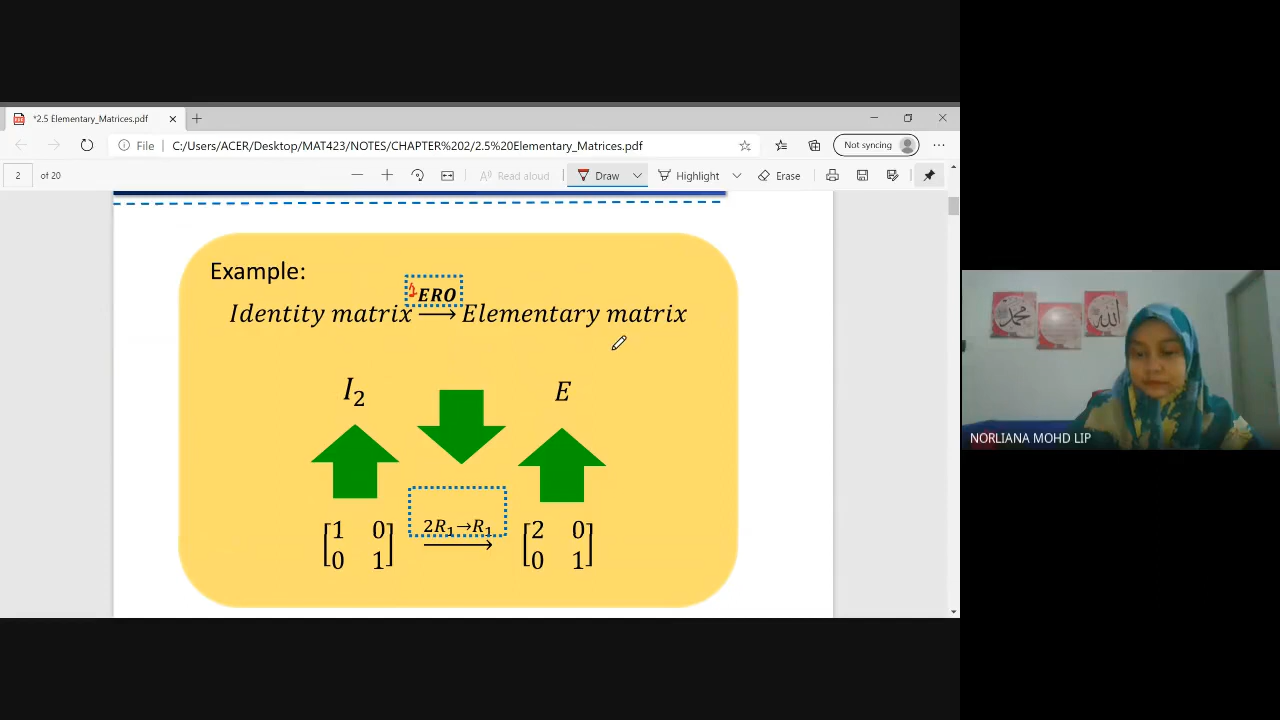 *2.5 Elementary_Matrices.pdf
File
C:/Users/ACER/Desktop/MAT423/NOTES/CHAPTER%202/2.5%20Elementary_Matrices.pdf
Not syncing
2 of 20
Read aloud
Draw
Highlight
Erase
Example:
ERO
Identity matrix → Elementary matrix
I₂ E
2R₁→R₁
[1 0] → [2 0]
[0 1] [0 1]
NORLIANA MOHD LIP